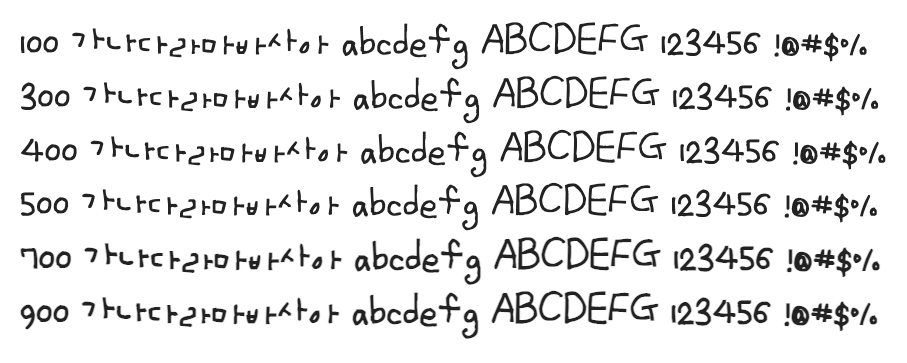 100 가나다라마바사아 abcdefg ABCDEFG 123456 !@#$%
300 가나다라마바사아 abcdefg ABCDEFG 123456 !@#$%
400 가나다라마바사아 abcdefg ABCDEFG 123456 !@#$%
500 가나다라마바사아 abcdefg ABCDEFG 123456 !@#$%
700 가나다라마바사아 abcdefg ABCDEFG 123456 !@#$%
900 가나다라마바사아 abcdefg ABCDEFG 123456 !@#$%